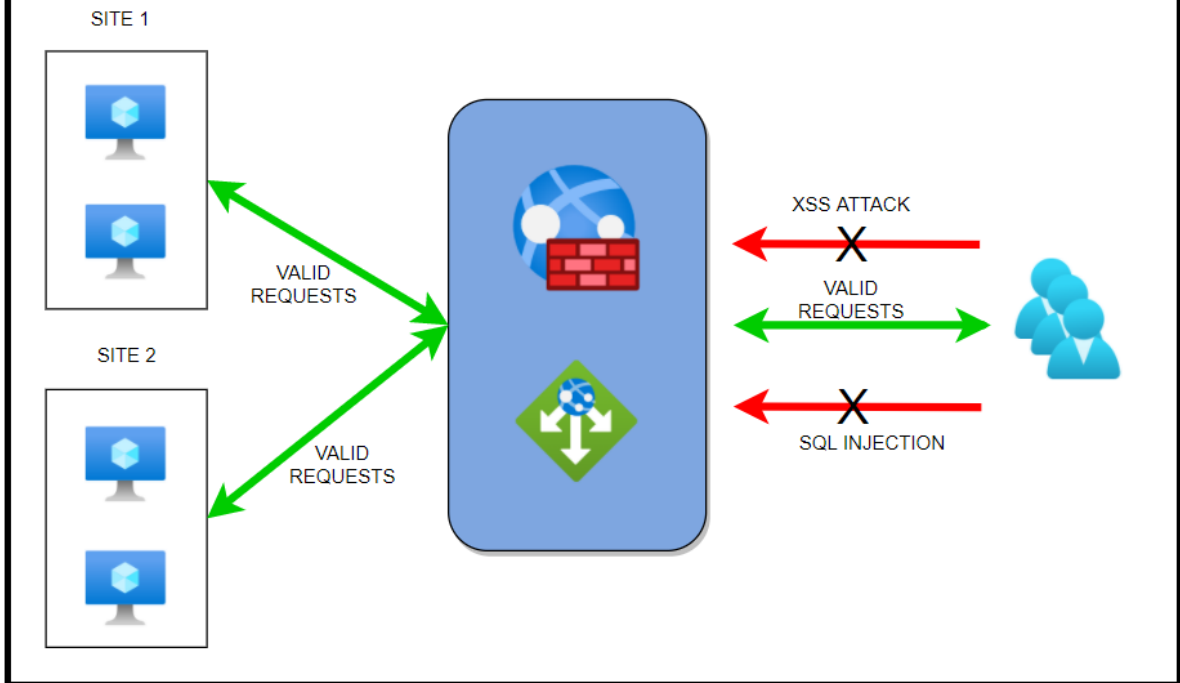 SITE 1
XSS ATTACK
X
VALID
REQUESTS
VALID
REQUESTS
SITE 2
X
SQL INJECTION
VALID
REQUESTS